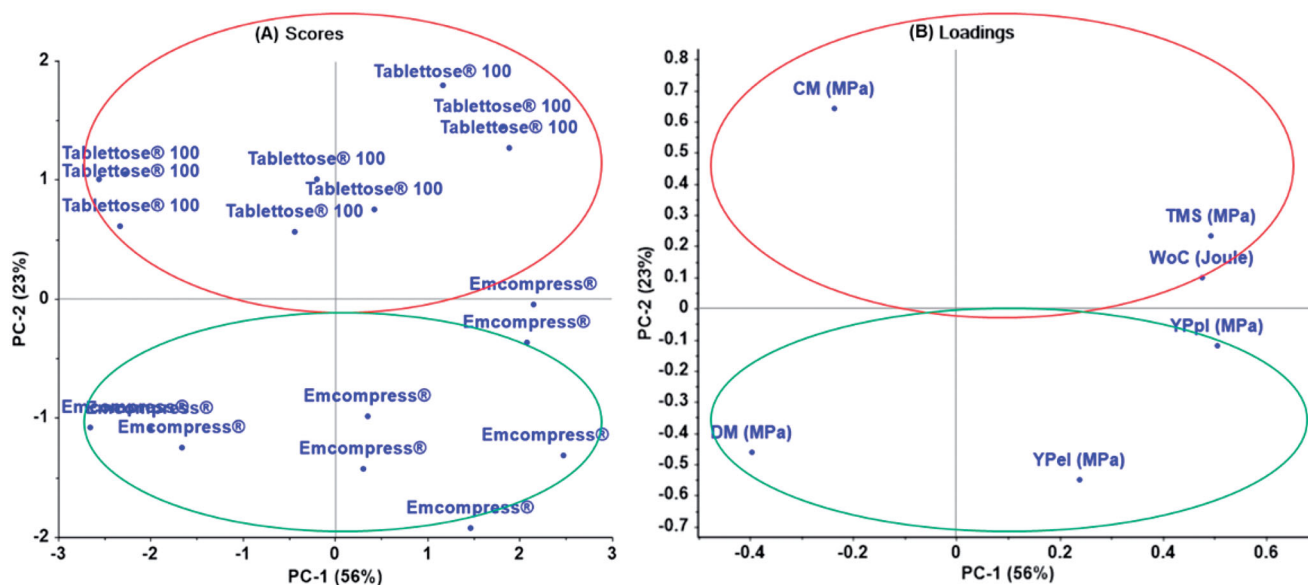 (A) Scores
2
Tablettose® 100
Tablettose® 100
Tablettose® 100
Tablettose® 100
Tablettose® 100
Tablettose® 100
1
Tablettose® 100
Tablettose® 100
Tablettose® 100
Emcompress®
0
Emcompress®
Emcompress®
-1
Emcompress®
Emcompress®
Emcompress®
Emcompress®
Emcompress®
Emcompress®
-2
-3
-2
-1
0
1
2
3
PC-1 (56%)
PC-2 (23%)
(B) Loadings
0.8
0.7
0.6
0.5
0.4
0.3
0.2
0.1
0
-0.1
-0.2
-0.3
-0.4
-0.5
-0.6
-0.7
CM (MPa)
TMS (MPa)
WoC (Joule)
YPpl (MPa)
DM (MPa)
YPel (MPa)
-0.4
-0.2
0
0.2
0.4
0.6
PC-1 (56%)
PC-2 (23%)